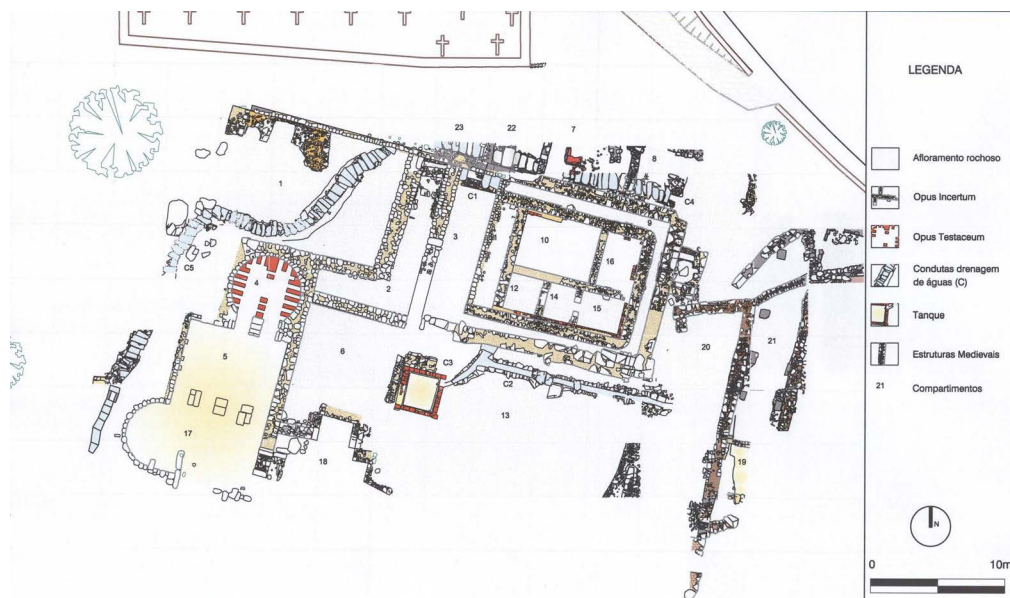 23
22
7
8
1
C1
C4
9
3
10
16
C5
4
2
12
14
15
5
6
20
21
C3
C2
13
17
18
19
LEGENDA
Afloramento rochoso
Opus Incertum
Opus Testaceum
Condutas drenagem
de águas (C)
Tanque
Estruturas Medievais
21
Compartimentos
N
0
10m